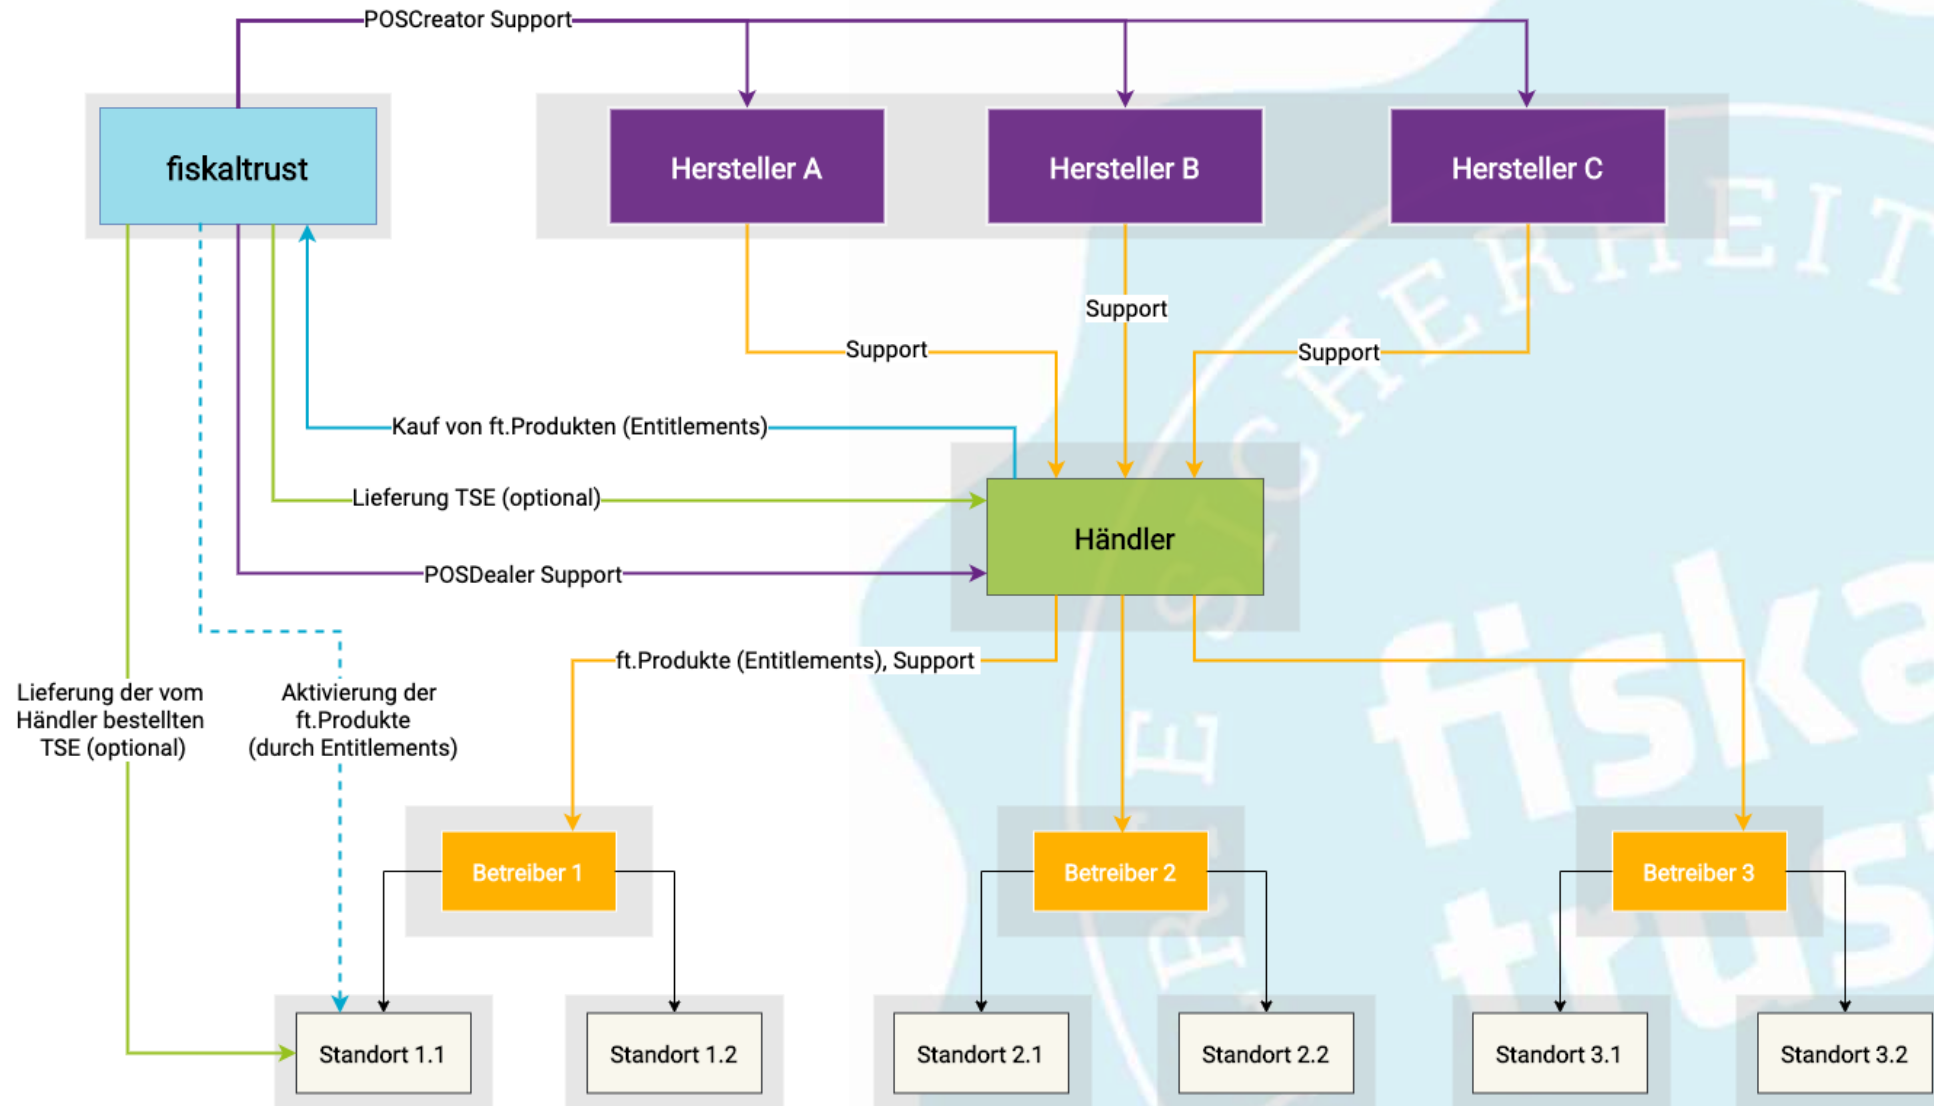 POSCreator Support
fiskaltrust
Hersteller A
Hersteller B
Hersteller C
SICHERHEIT
Support
Support
Support
Kauf von ft.Produkten (Entitlements)
Lieferung TSE (optional)
Händler
POSDealer Support
ft.Produkte (Entitlements), Support
Lieferung der vom
Händler bestellten
TSE (optional)
Aktivierung der
ft.Produkte
(durch Entitlements)
Betreiber 1
Betreiber 2
Betreiber 3
Standort 1.1
Standort 1.2
Standort 2.1
Standort 2.2
Standort 3.1
Standort 3.2